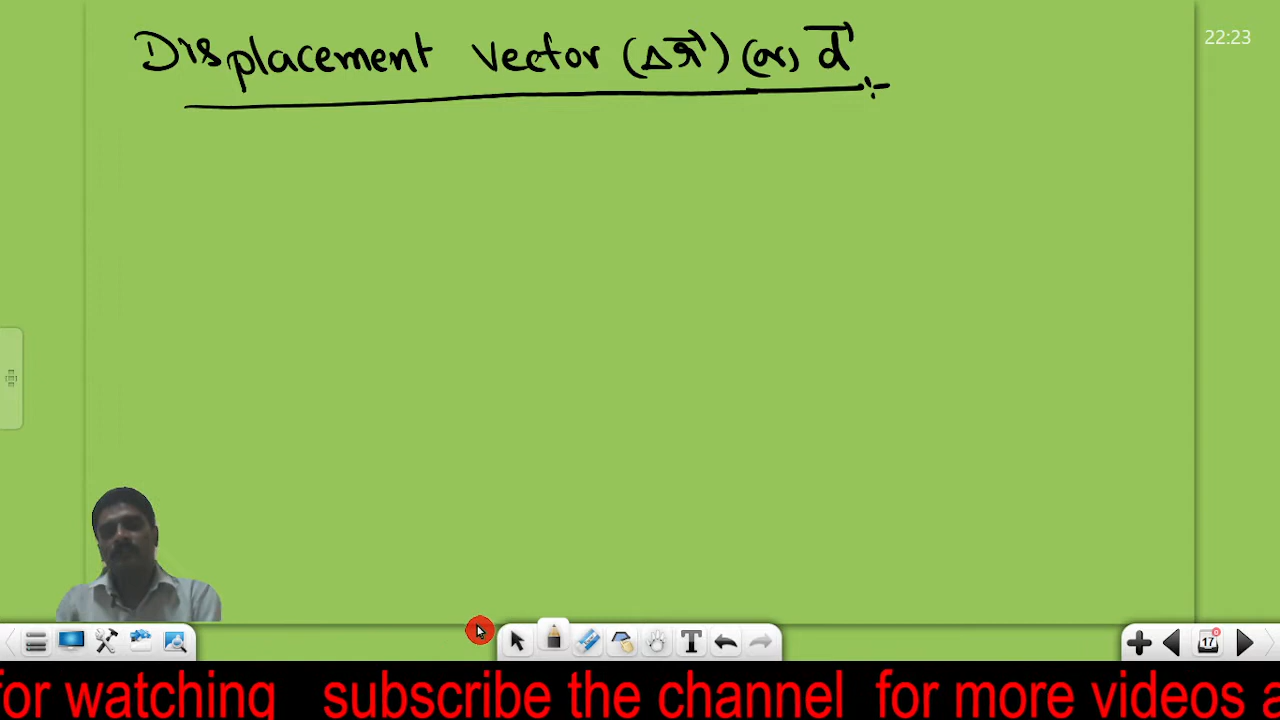 Displacement vector (Δr⃗) (or) d⃗ :-
22:23
for watching subscribe the channel for more videos a